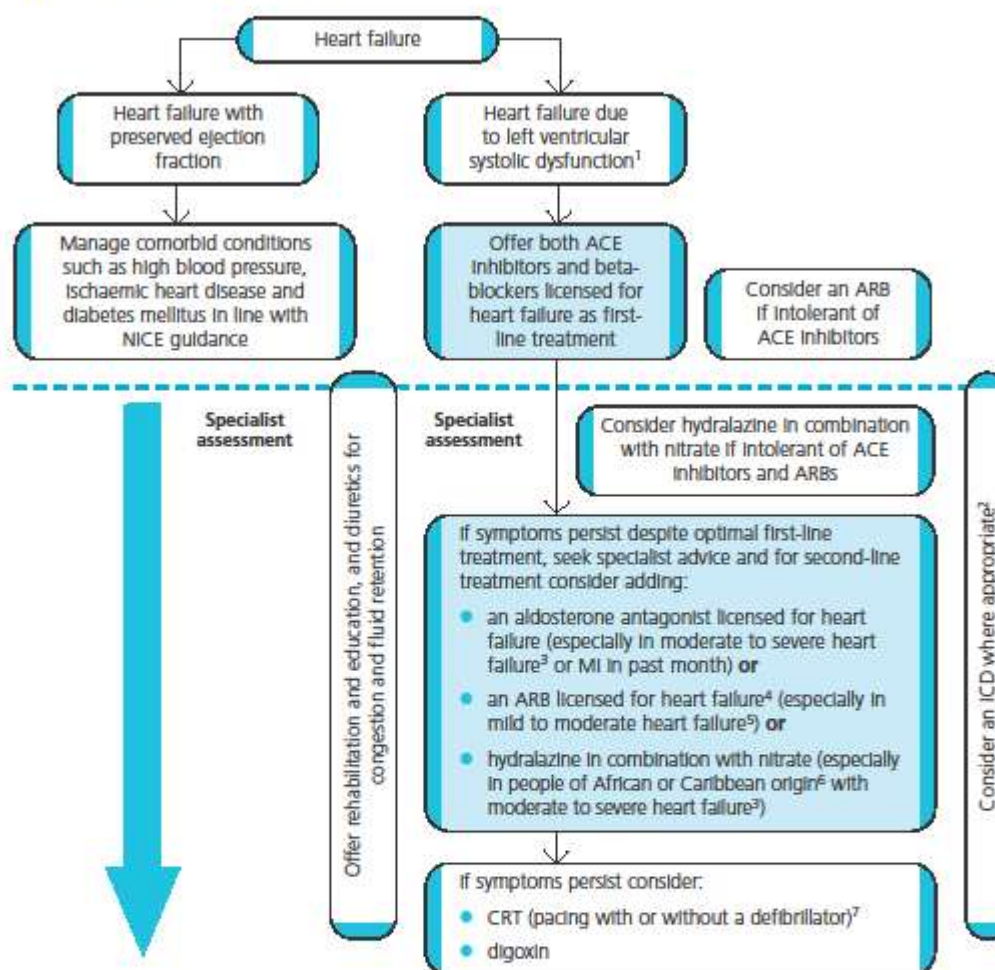 Heart failure
Heart failure with
preserved ejection
fraction
Heart failure due
to left ventricular
systolic dysfunction¹
Manage comorbid conditions
such as high blood pressure,
ischaemic heart disease and
diabetes mellitus in line with
NICE guidance
Offer both ACE
inhibitors and beta-
blockers licensed for
heart failure as first-
line treatment
Consider an ARB
if intolerant of
ACE inhibitors
Specialist
assessment
Offer rehabilitation and education, and diuretics for
congestion and fluid retention
Specialist
assessment
Consider hydralazine in combination
with nitrate if intolerant of ACE
inhibitors and ARBs
If symptoms persist despite optimal first-line
treatment, seek specialist advice and for second-line
treatment consider adding:
● an aldosterone antagonist licensed for heart
failure (especially in moderate to severe heart
failure³ or MI in past month) or
● an ARB licensed for heart failure⁴ (especially in
mild to moderate heart failure⁵) or
● hydralazine in combination with nitrate (especially
in people of African or Caribbean origin⁶ with
moderate to severe heart failure³)
Consider an ICD where appropriate²
If symptoms persist consider:
● CRT (pacing with or without a defibrillator)⁷
● digoxin